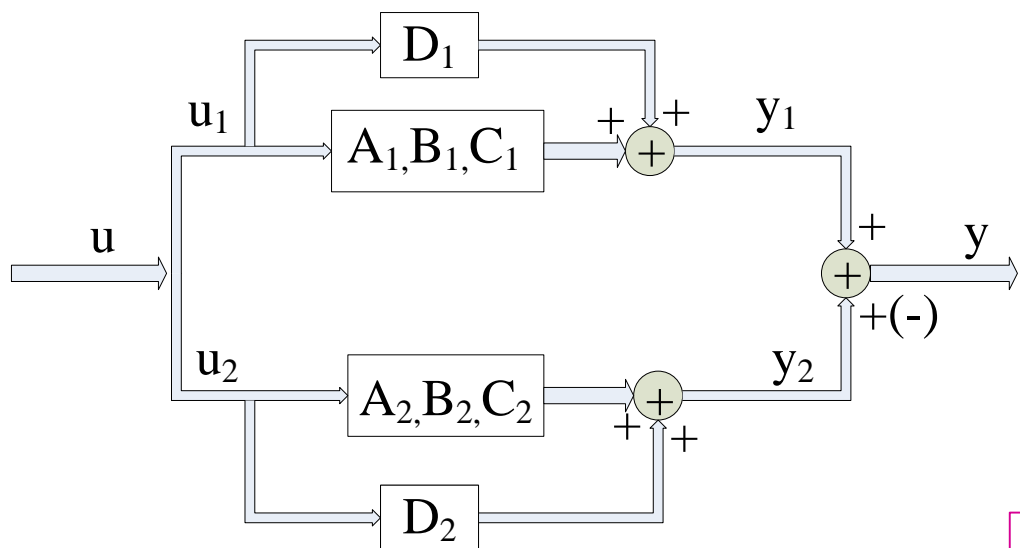 D₁
u₁
A₁,B₁,C₁
+ +
+
y₁
u
+
+
y
+(-)
u₂
A₂,B₂,C₂
+
y₂
+ +
D₂